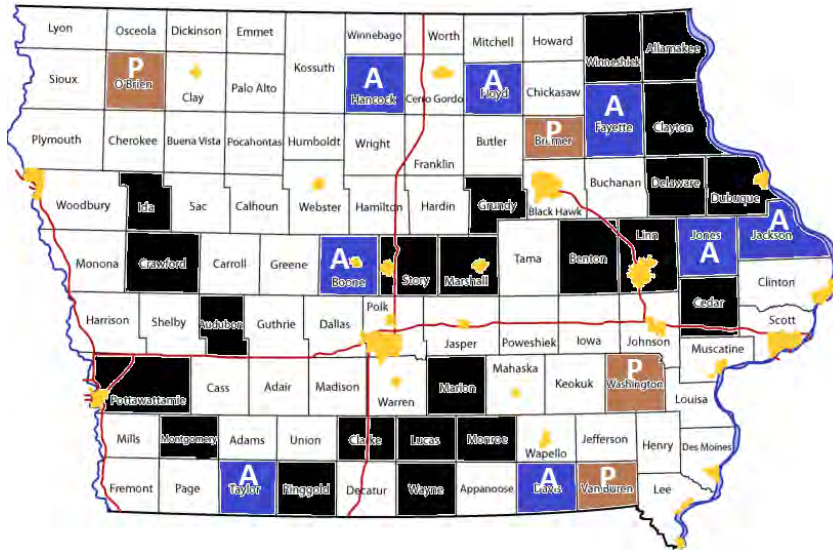 Lyon Osceola Dickinson Emmet Winnebago Worth Mitchell Howard Winneshiek Allamakee
Kossuth
P A A
Sioux O'Brien Clay Palo Alto Hancock Cerro Gordo Floyd Chickasaw
A
Fayette Clayton
P
Plymouth Cherokee Buena Vista Pocahontas Humboldt Wright Franklin Butler Bremer
Woodbury Ida Sac Calhoun Webster Hamilton Hardin Grundy Black Hawk Buchanan Delaware Dubuque
A
Jones Jackson
A
Monona Crawford Carroll Greene Boone Story Marshall Tama Benton Linn
A
Clinton
Cedar
Harrison Shelby Audubon Guthrie Dallas Polk Jasper Poweshiek Iowa Johnson Scott
Muscatine
P
Pottawattamie Cass Adair Madison Warren Marion Mahaska Keokuk Washington Louisa
Mills Montgomery Adams Union Clarke Lucas Monroe Wapello Jefferson Henry Des Moines
A A P
Fremont Page Taylor Ringgold Decatur Wayne Appanoose Davis Van Buren Lee